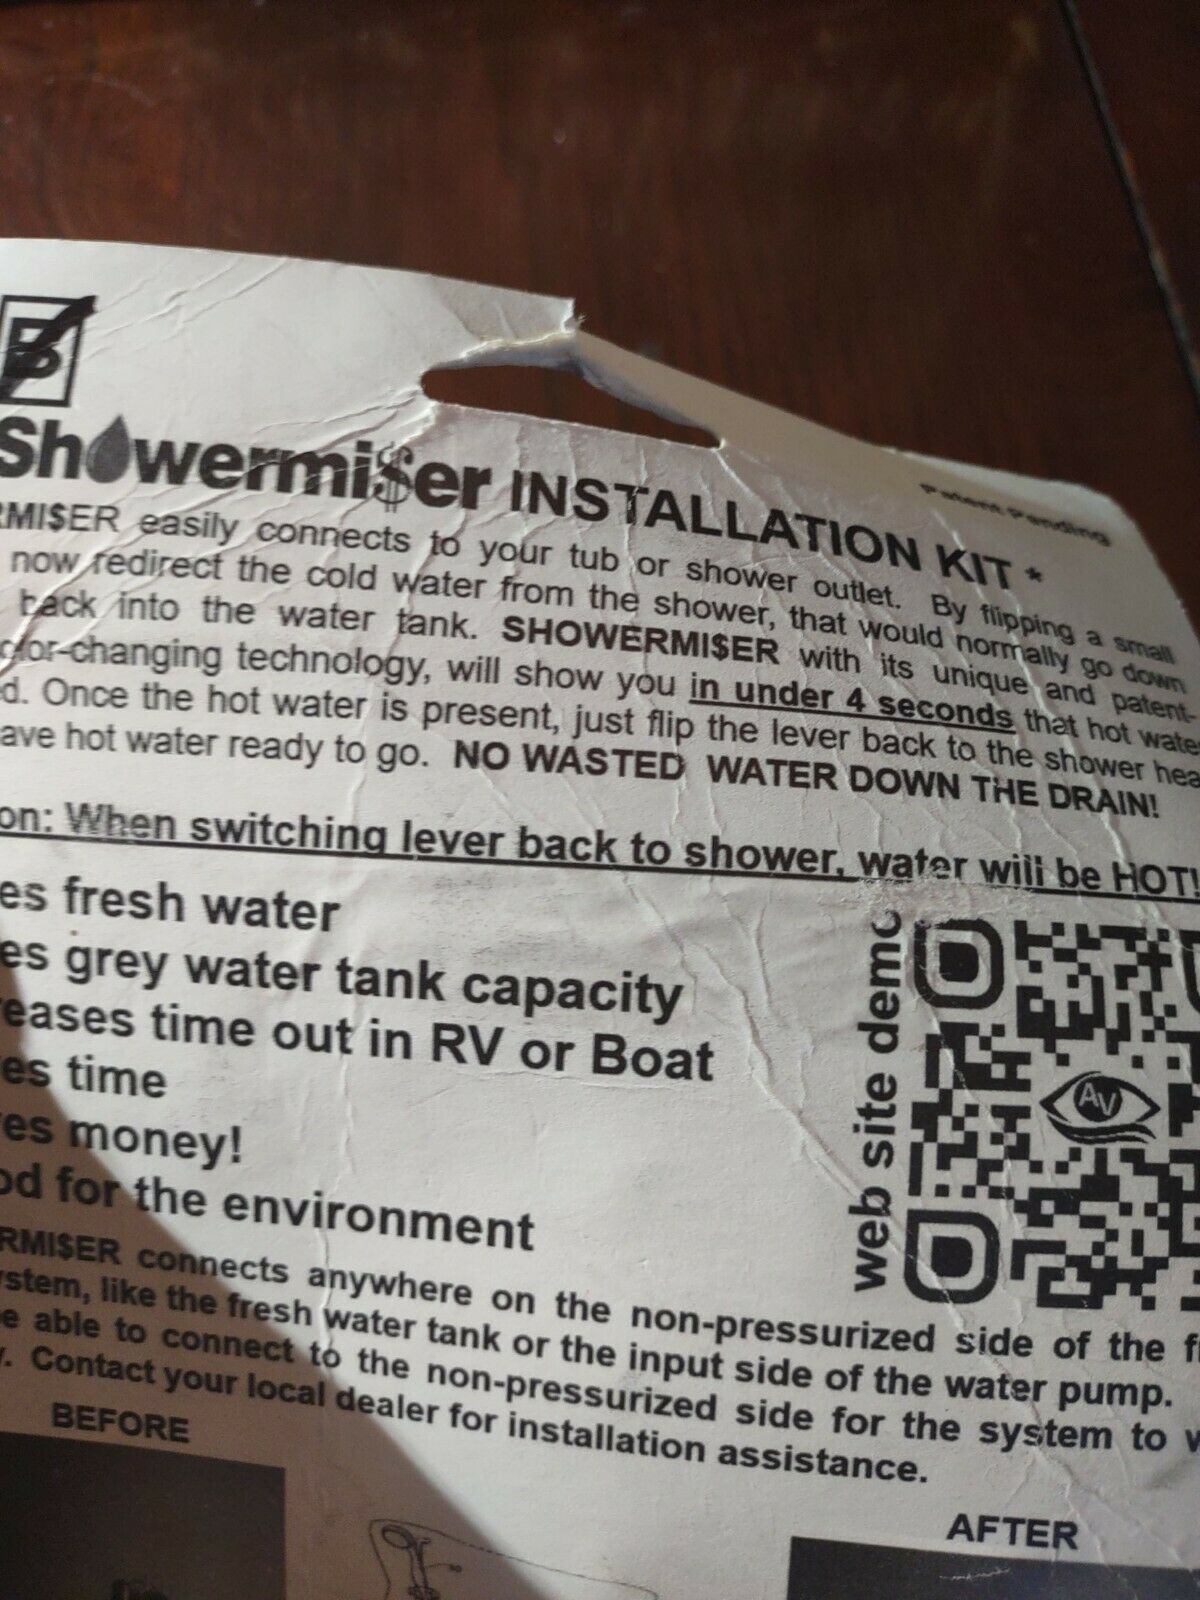 B
Showermi$er INSTALLATION KIT *
Patent Pending
RMI$ER easily connects to your tub or shower outlet. By flipping a small
now redirect the cold water from the shower, that would normally go down
back into the water tank. SHOWERMI$ER with its unique and patent-
olor-changing technology, will show you in under 4 seconds that hot water
d. Once the hot water is present, just flip the lever back to the shower hea
ave hot water ready to go. NO WASTED WATER DOWN THE DRAIN!
on: When switching lever back to shower, water will be HOT!
es fresh water
es grey water tank capacity
reases time out in RV or Boat
es time
es money!
od for the environment
web site demo
AV
RMI$ER connects anywhere on the non-pressurized side of the f
ystem, like the fresh water tank or the input side of the water pump.
e able to connect to the non-pressurized side for the system to w
y. Contact your local dealer for installation assistance.
BEFORE
AFTER